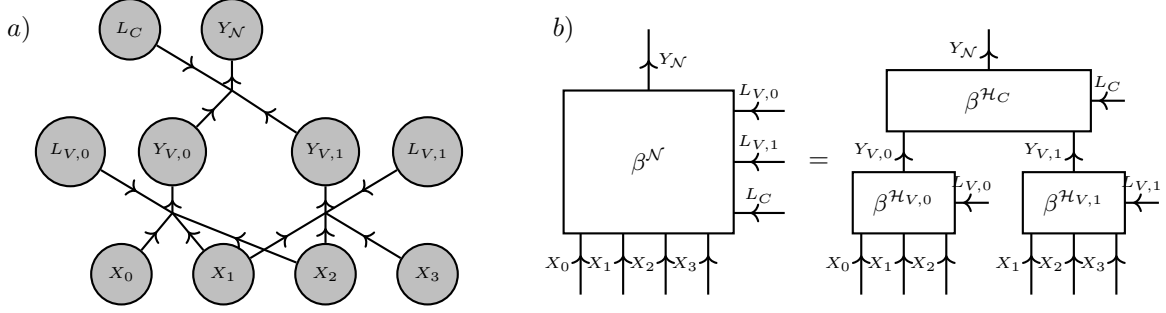 a)
L_C Y_𝒩
L_{V,0} Y_{V,0} Y_{V,1} L_{V,1}
X_0 X_1 X_2 X_3
b)
Y_𝒩
L_{V,0}
β^𝒩 L_{V,1}
L_C
X_0 X_1 X_2 X_3
=
Y_𝒩
β^{ℋ_C} L_C
Y_{V,0} Y_{V,1}
β^{ℋ_{V,0}} L_{V,0} β^{ℋ_{V,1}} L_{V,1}
X_0 X_1 X_2 X_1 X_2 X_3